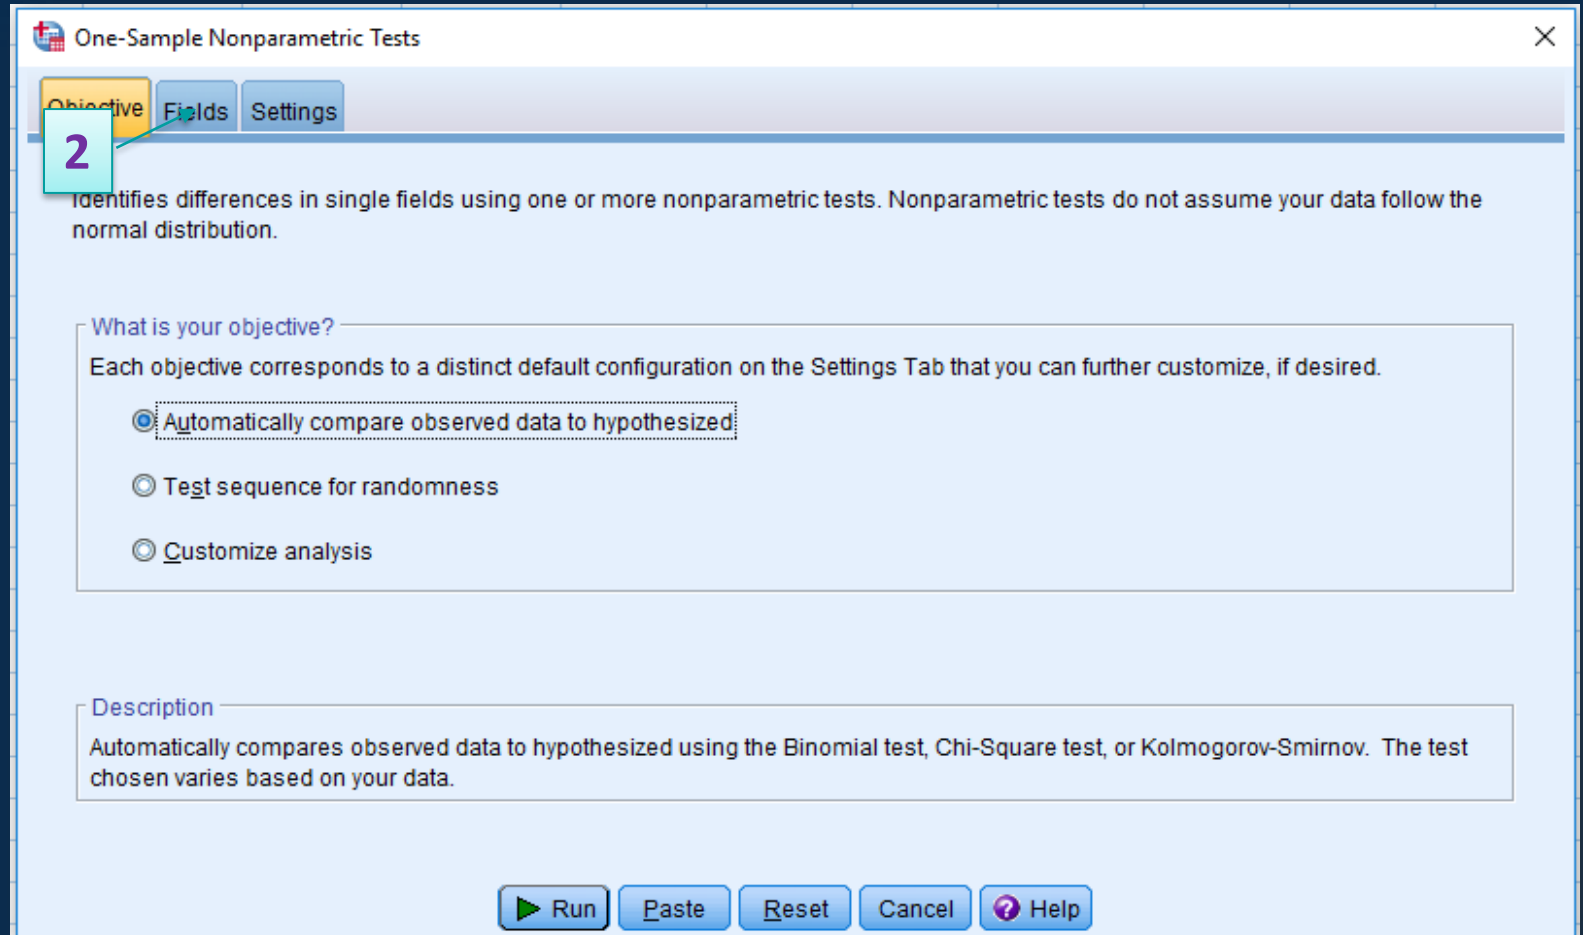 One-Sample Nonparametric Tests
Objective Fields Settings
2
Identifies differences in single fields using one or more nonparametric tests. Nonparametric tests do not assume your data follow the
normal distribution.
What is your objective?
Each objective corresponds to a distinct default configuration on the Settings Tab that you can further customize, if desired.
Automatically compare observed data to hypothesized
Test sequence for randomness
Customize analysis
Description
Automatically compares observed data to hypothesized using the Binomial test, Chi-Square test, or Kolmogorov-Smirnov. The test
chosen varies based on your data.
Run Paste Reset Cancel Help